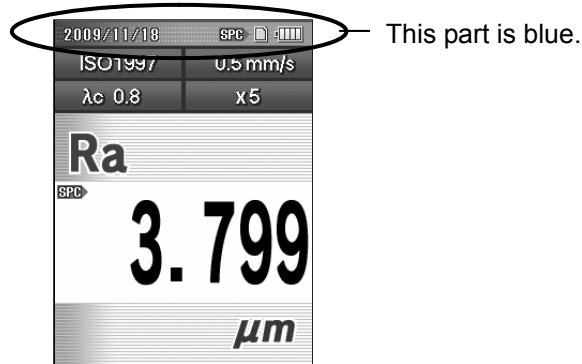 2009/11/18 SPC
This part is blue.
ISO1997 0.5 mm/s
λc 0.8 x5
Ra
SPC
3.799
µm